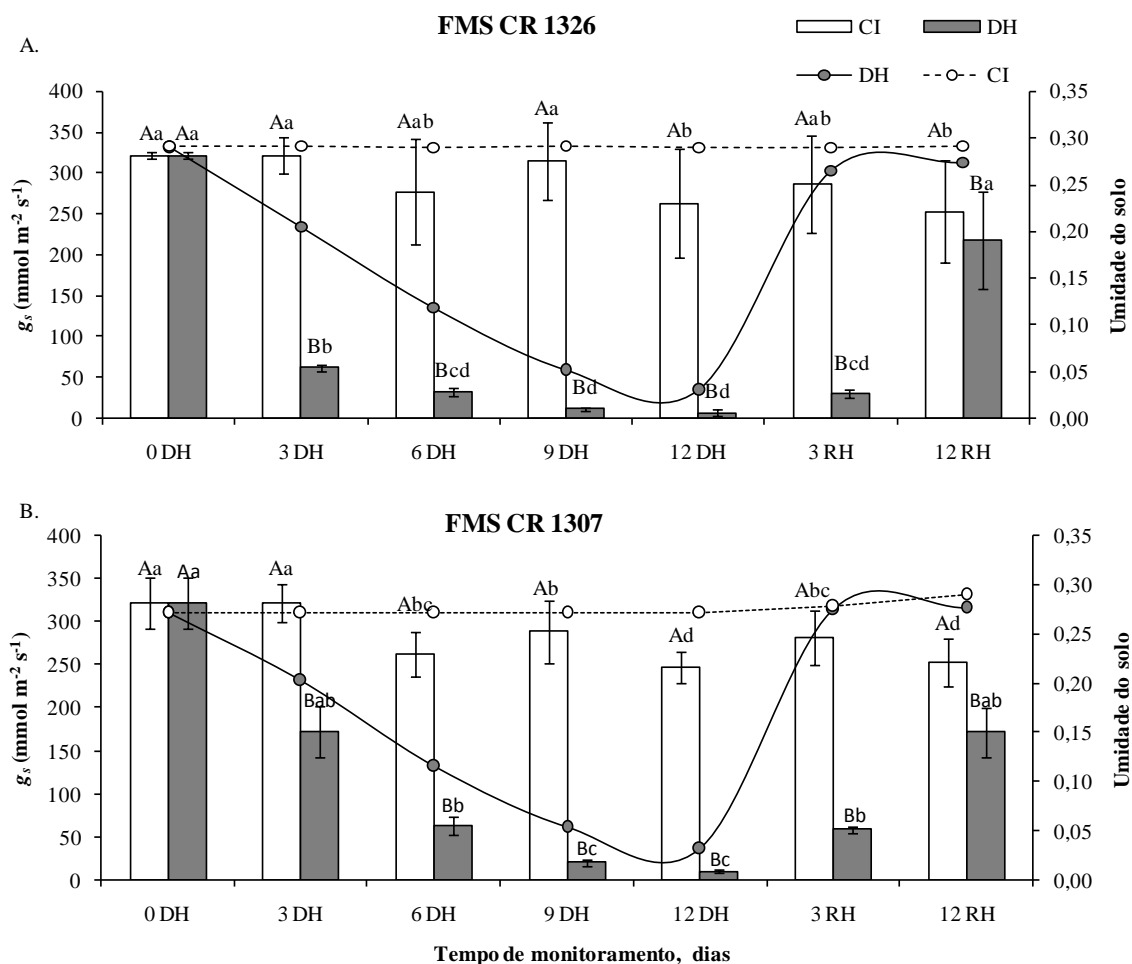 FMS CR 1326
A.
CI DH
DH CI
400 0,35
350 0,30
300 0,25
250 0,20
200 0,15
150 0,10
100 0,05
50 0,00
0
gs (mmol m-2 s-1)
Umidade do solo
Aa Aa Aa Bb Aab Bcd Aa Bd Ab Bd Aab Bcd Ab Ba
0 DH 3 DH 6 DH 9 DH 12 DH 3 RH 12 RH
B.
FMS CR 1307
400 0,35
350 0,30
300 0,25
250 0,20
200 0,15
150 0,10
100 0,05
50 0,00
0
gs (mmol m-2 s-1)
Umidade do solo
Aa Aa Aa Bab Abc Bb Ab Bc Ad Bc Abc Bb Ad Bab
0 DH 3 DH 6 DH 9 DH 12 DH 3 RH 12 RH
Tempo de monitoramento, dias